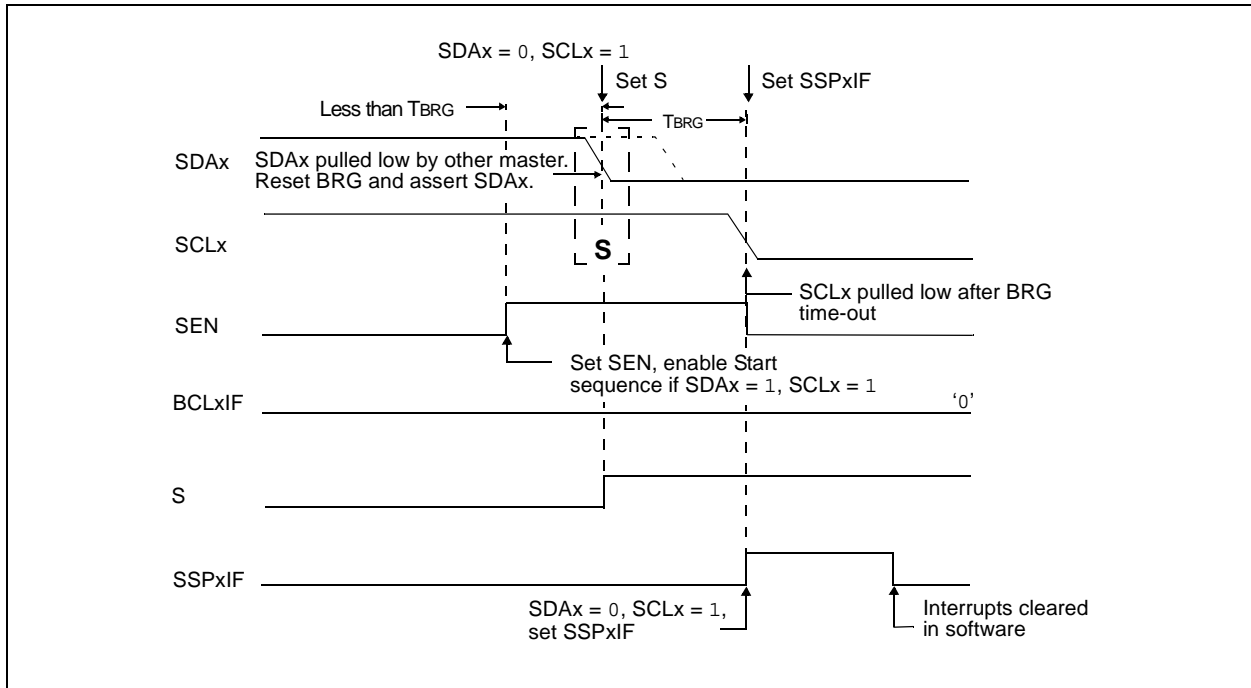 SDAx = 0, SCLx = 1
Set S
Set SSPxIF
Less than TBRG
TBRG
SDAx
SDAx pulled low by other master.
Reset BRG and assert SDAx.
SCLx
S
SCLx pulled low after BRG
time-out
SEN
Set SEN, enable Start
sequence if SDAx = 1, SCLx = 1
BCLxIF
‘0’
S
SSPxIF
SDAx = 0, SCLx = 1,
set SSPxIF
Interrupts cleared
in software